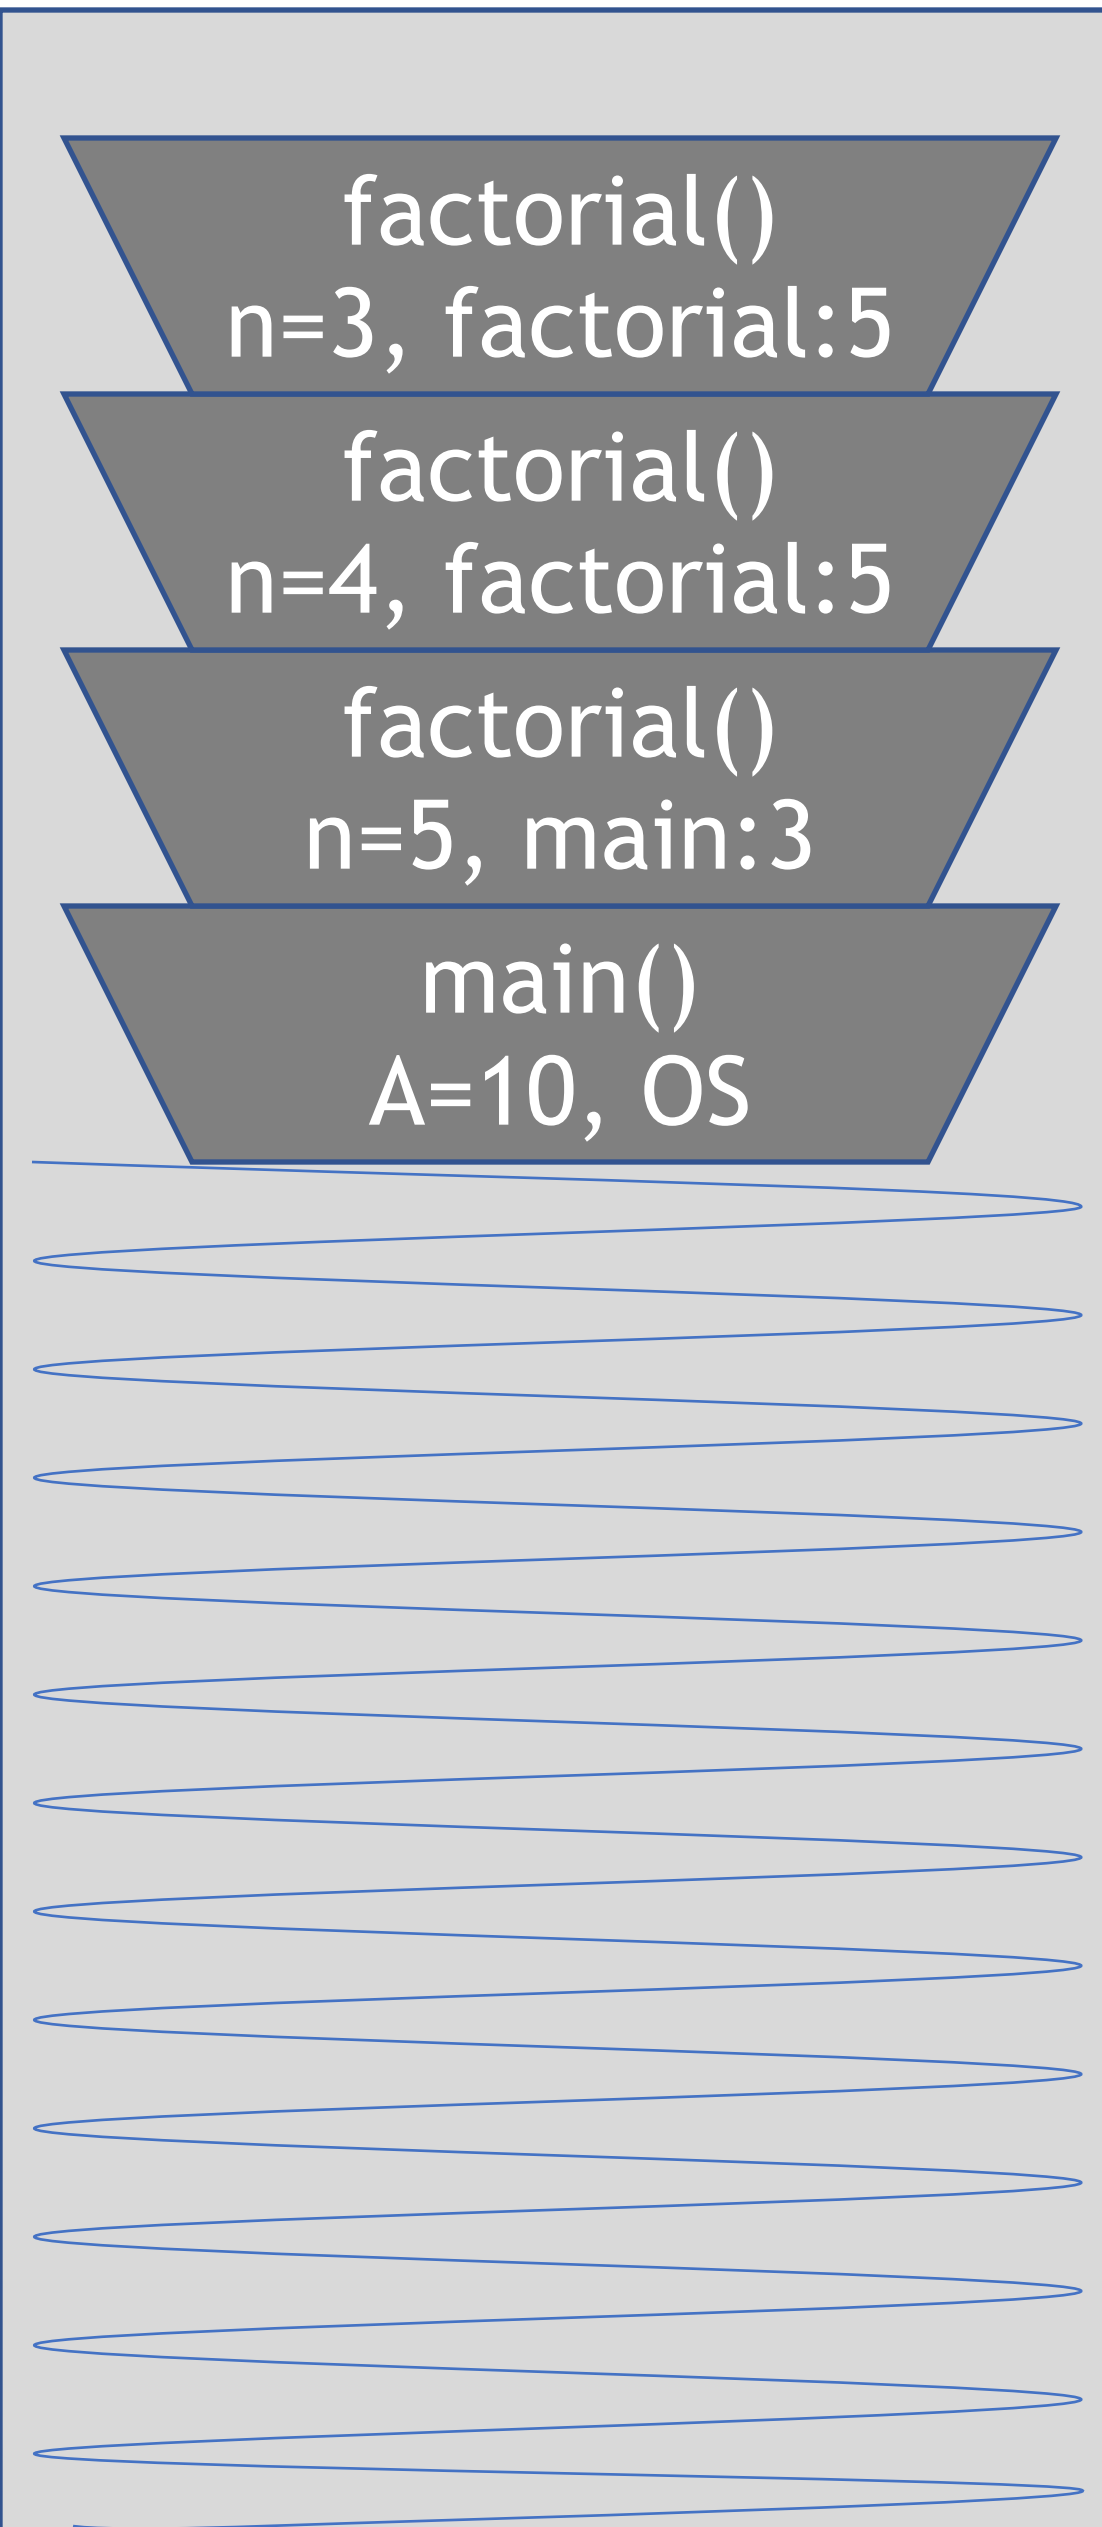 factorial()
n=3, factorial:5
factorial()
n=4, factorial:5
factorial()
n=5, main:3
main()
A=10, OS